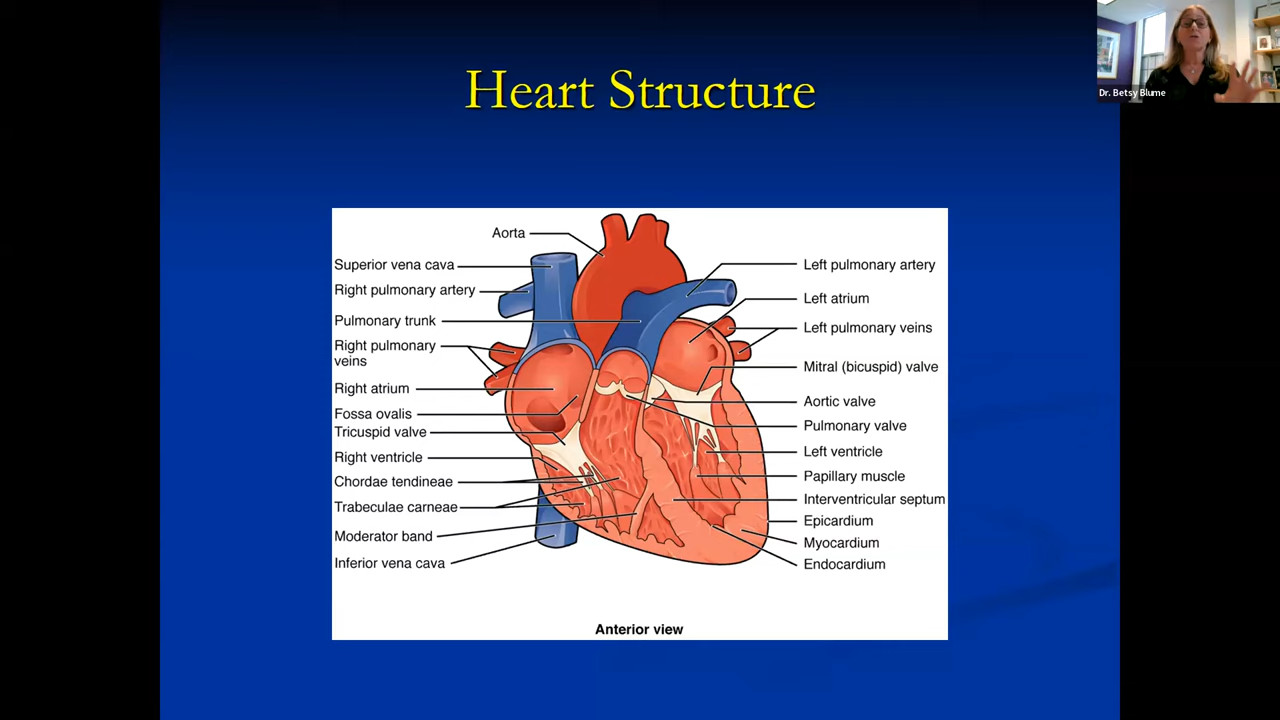 Heart Structure
Dr. Betsy Blume
Aorta
Superior vena cava
Right pulmonary artery
Pulmonary trunk
Right pulmonary
veins
Right atrium
Fossa ovalis
Tricuspid valve
Right ventricle
Chordae tendineae
Trabeculae carneae
Moderator band
Inferior vena cava
Left pulmonary artery
Left atrium
Left pulmonary veins
Mitral (bicuspid) valve
Aortic valve
Pulmonary valve
Left ventricle
Papillary muscle
Interventricular septum
Epicardium
Myocardium
Endocardium
Anterior view